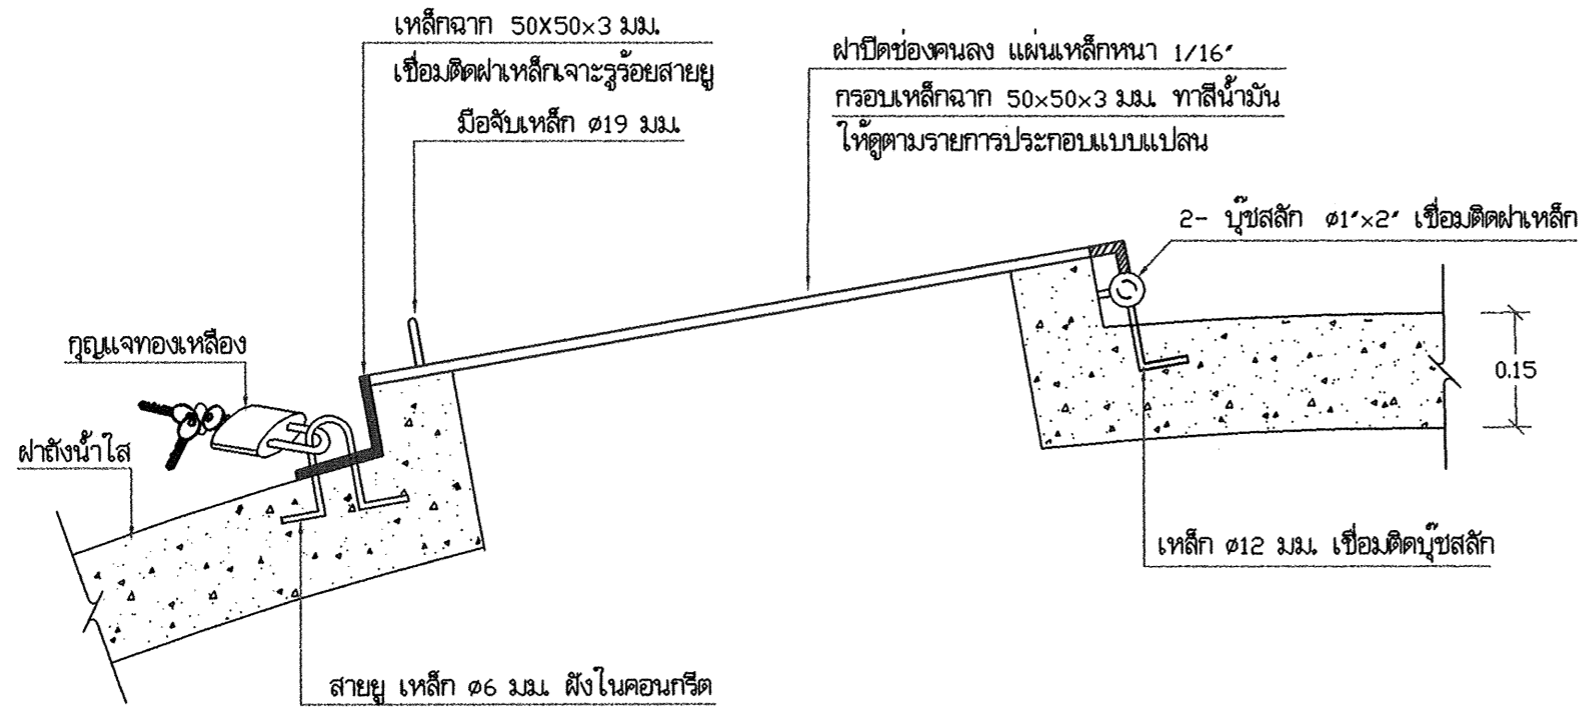 เหล็กฉาก 50X50x3 มม.
เชื่อมติดฝาเหล็กเจาะรูร้อยสายยู
มือจับเหล็ก ø19 มม.
ฝาปิดช่องคนลง แผ่นเหล็กหนา 1/16"
กรอบเหล็กฉาก 50x50x3 มม. ทาสีน้ำมัน
ให้ดูตามรายการประกอบแบบแปลน
2- บุ๊ชสลัก ø1"x2" เชื่อมติดฝาเหล็ก
กุญแจทองเหลือง
0.15
ฝาถังน้ำใส
เหล็ก ø12 มม. เชื่อมติดบุ๊ชสลัก
สายยู เหล็ก ø6 มม. ฝังในคอนกรีต